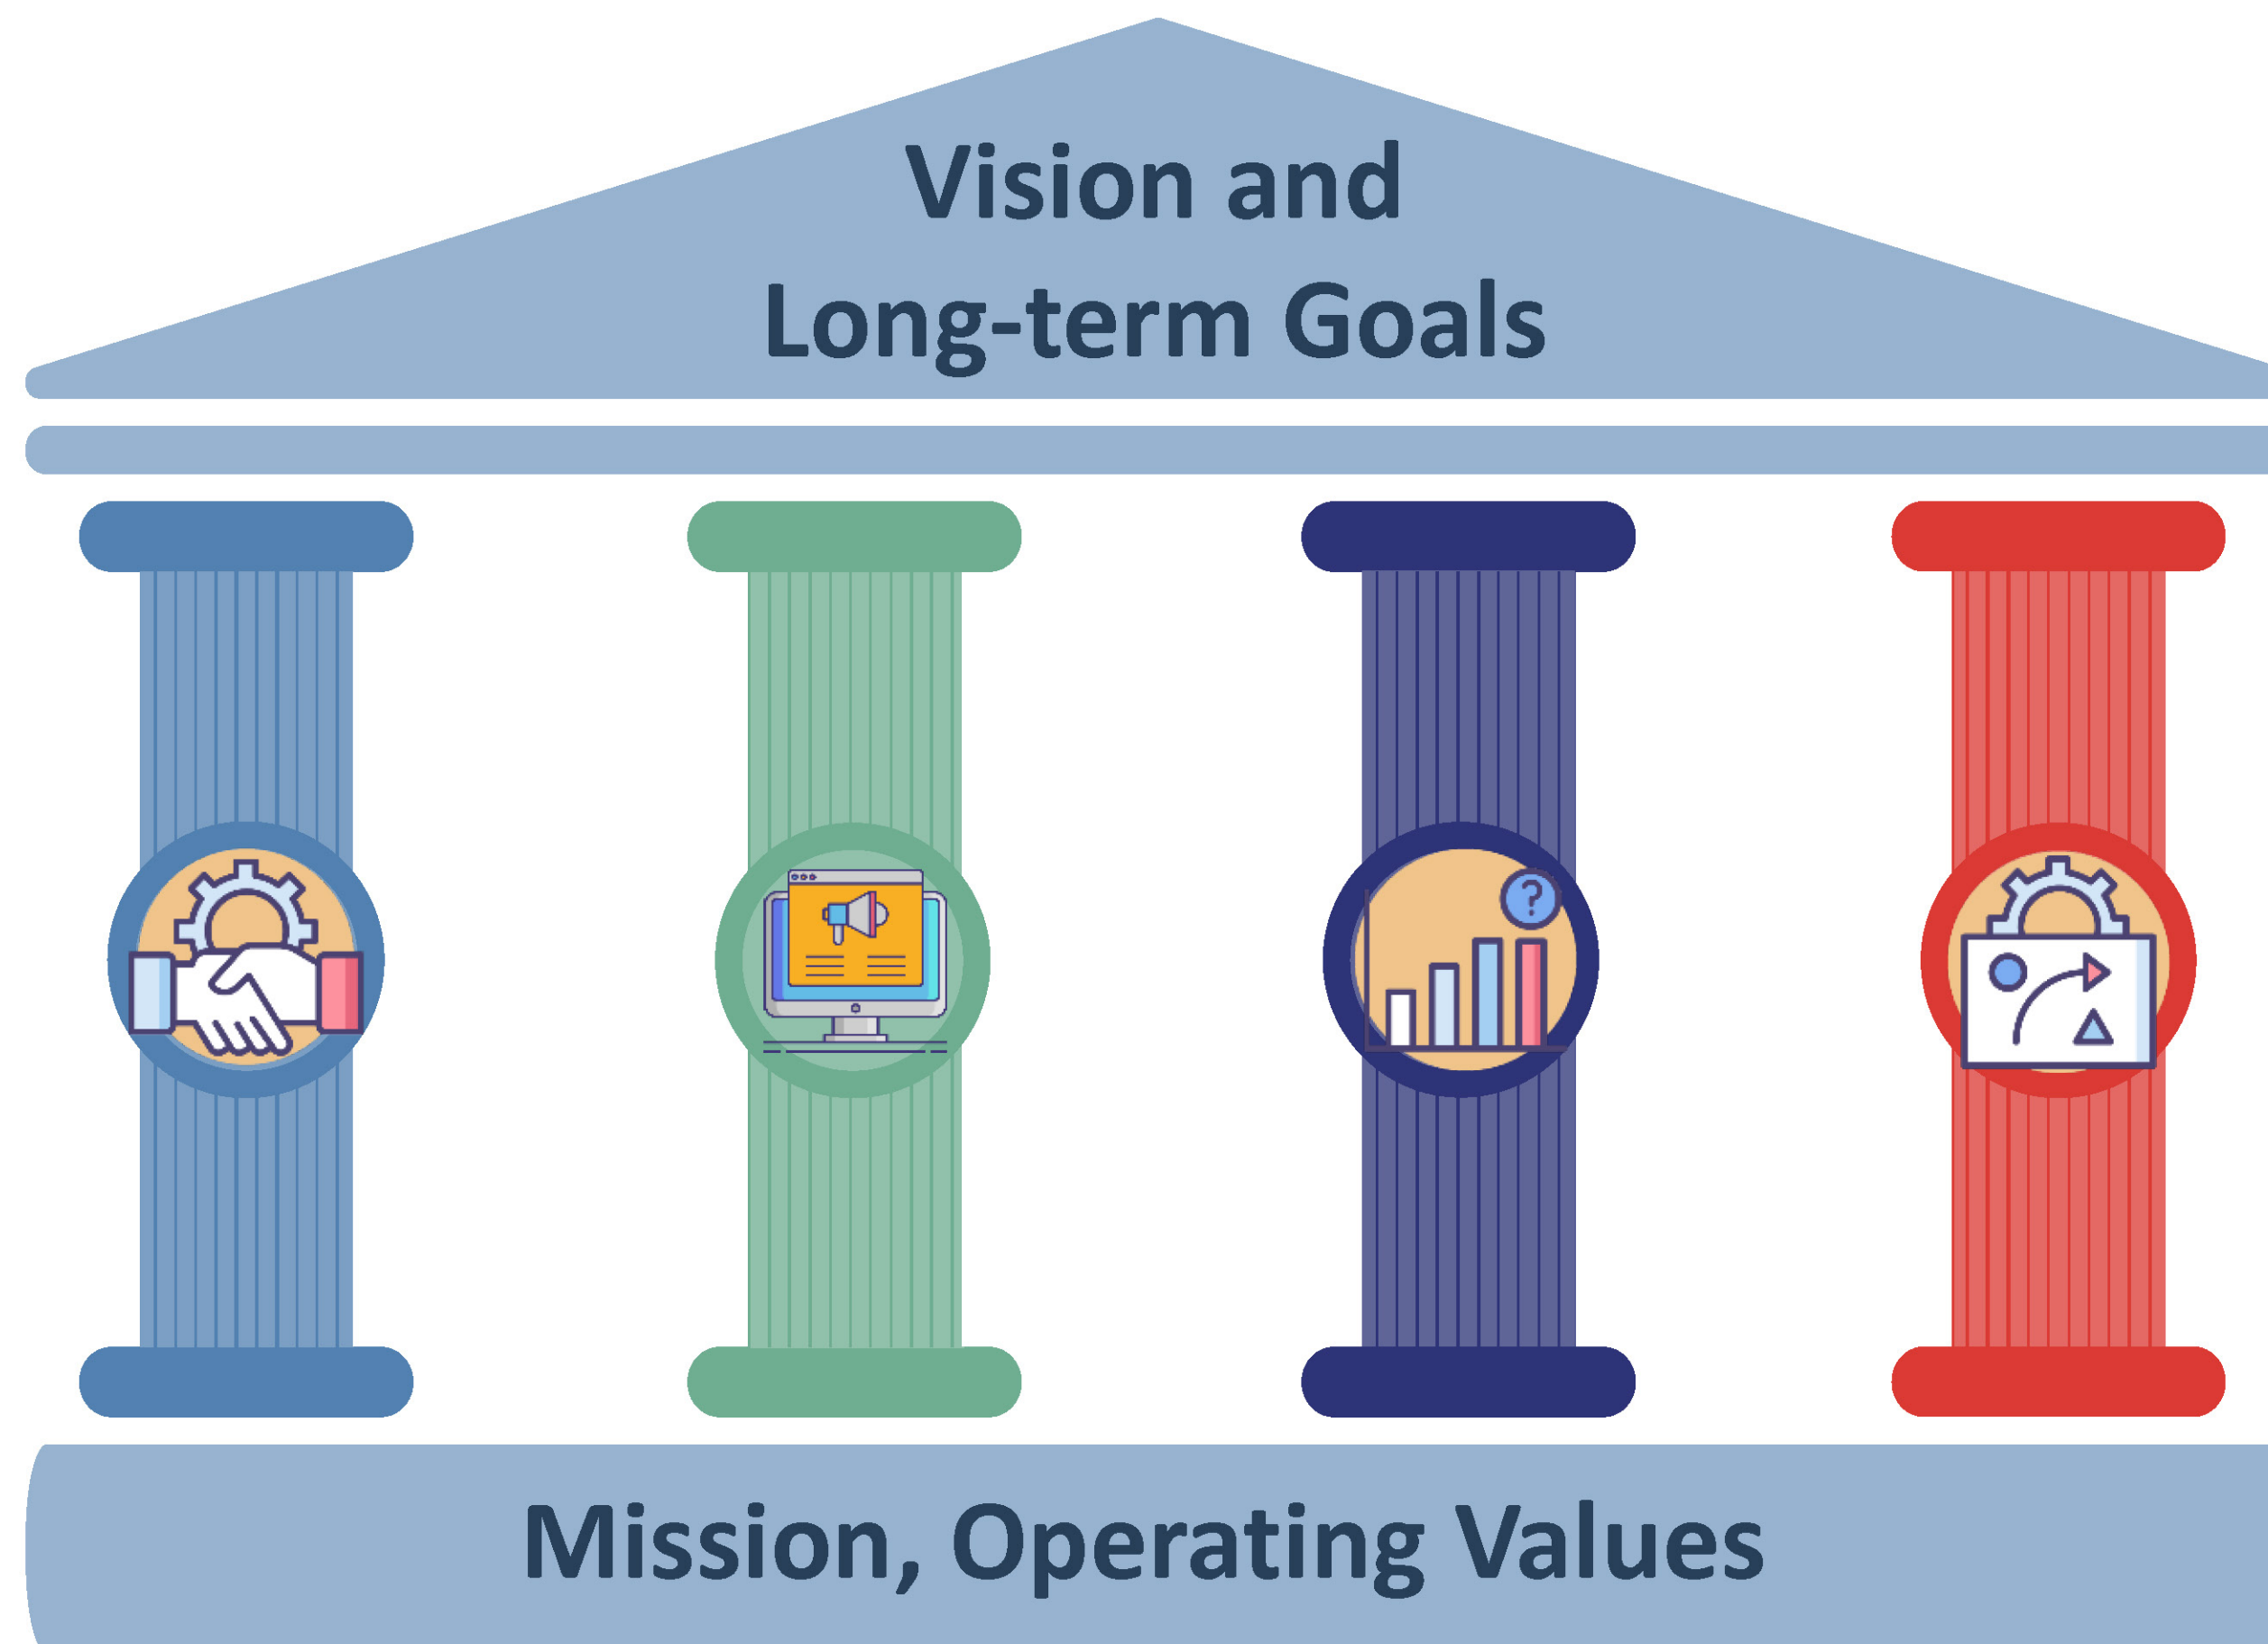 Vision and
Long-term Goals
?
Mission, Operating Values